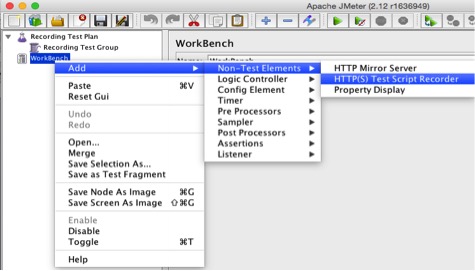 Apache JMeter (2.12 r1636949)
Recording Test Plan
Recording Test Group
WorkBench
WorkBench
Name: WorkBench
Add
Paste ⌘V
Reset Gui
Undo
Redo
Open...
Merge
Save Selection As...
Save as Test Fragment
Save Node As Image ⌘G
Save Screen As Image ⇧⌘G
Enable
Disable
Toggle ⌘T
Help
Non-Test Elements
Logic Controller
Config Element
Timer
Pre Processors
Sampler
Post Processors
Assertions
Listener
HTTP Mirror Server
HTTP(S) Test Script Recorder
Property Display